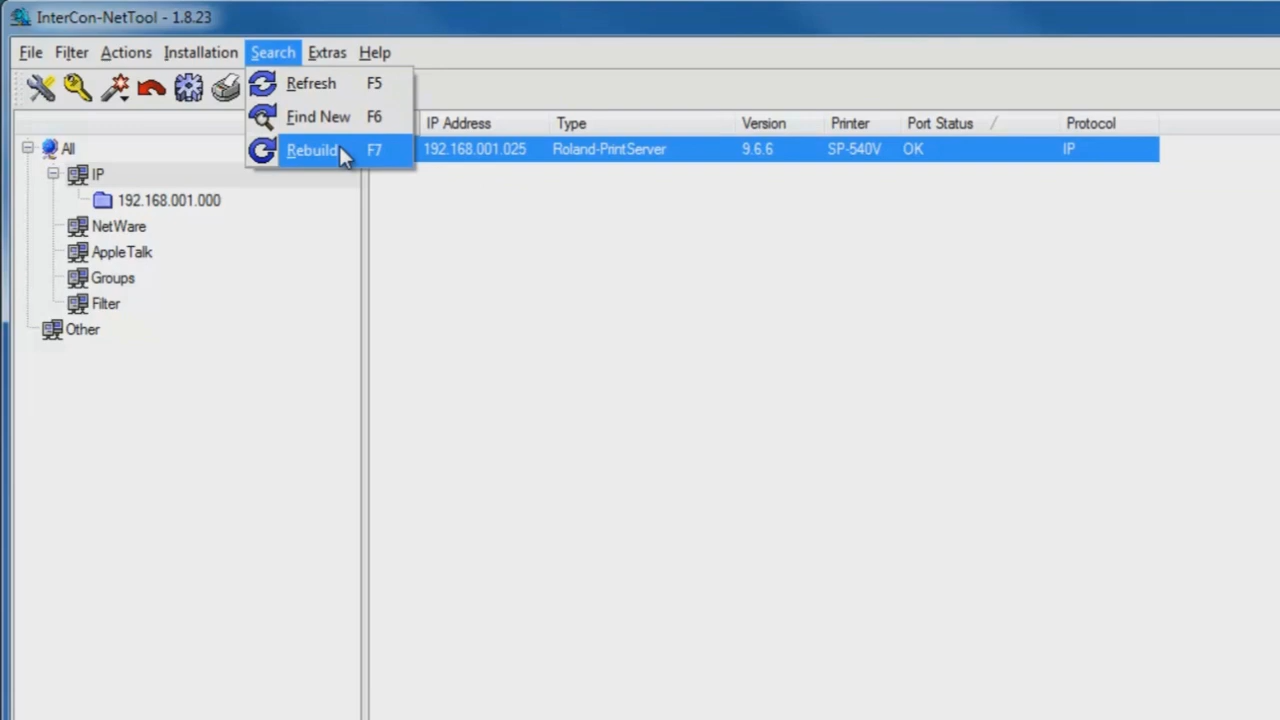 InterCon-NetTool - 1.8.23
File Filter Actions Installation Search Extras Help
Refresh F5
Find New F6
Rebuild F7
IP Address Type Version Printer Port Status / Protocol
192.168.001.025 Roland-PrintServer 9.6.6 SP-540V OK IP
All
IP
192.168.001.000
NetWare
AppleTalk
Groups
Filter
Other